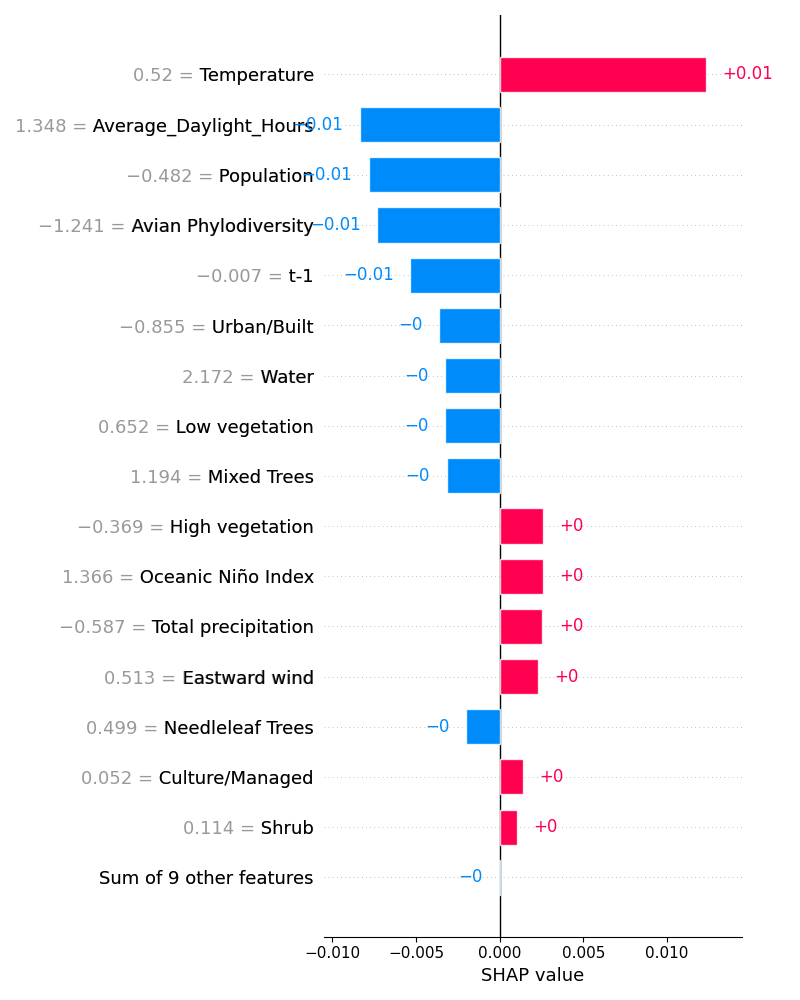 0.52 = Temperature +0.01
1.348 = Average_Daylight_Hours −0.01
−0.482 = Population −0.01
−1.241 = Avian Phylodiversity −0.01
−0.007 = t-1 −0.01
−0.855 = Urban/Built −0
2.172 = Water −0
0.652 = Low vegetation −0
1.194 = Mixed Trees −0
−0.369 = High vegetation +0
1.366 = Oceanic Niño Index +0
−0.587 = Total precipitation +0
0.513 = Eastward wind +0
0.499 = Needleleaf Trees −0
0.052 = Culture/Managed +0
0.114 = Shrub +0
Sum of 9 other features −0
−0.010 −0.005 0.000 0.005 0.010
SHAP value